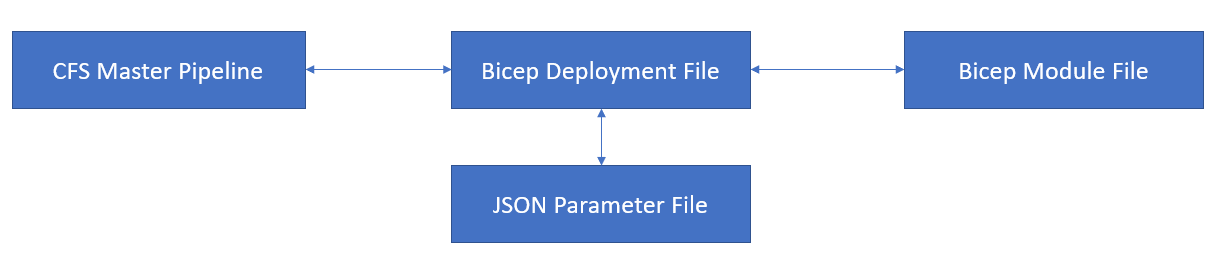 CFS Master Pipeline
Bicep Deployment File
Bicep Module File
JSON Parameter File